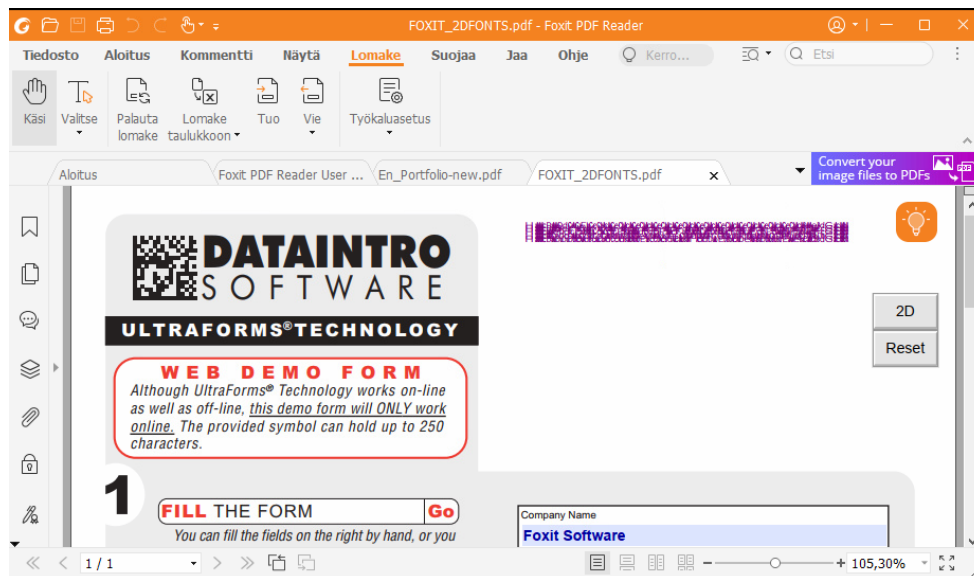 FOXIT_2DFONTS.pdf - Foxit PDF Reader
Tiedosto Aloitus Kommentti Näytä Lomake Suojaa Jaa Ohje Kerro... Etsi
Käsi Valitse Palauta lomake Lomake taulukkoon Tuo Vie Työkaluasetus
Aloitus Foxit PDF Reader User ... En_Portfolio-new.pdf FOXIT_2DFONTS.pdf x
Convert your
image files to PDFs
DATAINTRO
SOFTWARE
ULTRAFORMS®TECHNOLOGY
WEB DEMO FORM
Although UltraForms® Technology works on-line
as well as off-line, this demo form will ONLY work
online. The provided symbol can hold up to 250
characters.
2D
Reset
1
FILL THE FORM Go
You can fill the fields on the right by hand, or you
Company Name
Foxit Software
1 / 1
105,30%